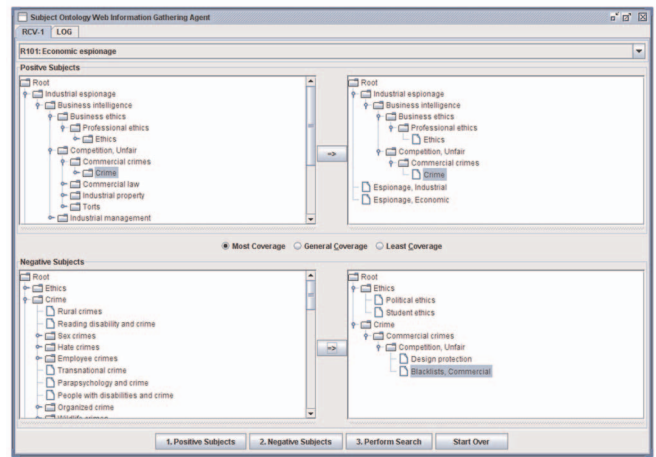 Subject Ontology Web Information Gathering Agent
RCV-1 LOG
R101: Economic espionage
Positve Subjects
Root
Industrial espionage
Business intelligence
Business ethics
Professional ethics
Ethics
Competition, Unfair
Commercial crimes
Crime
Commercial law
Industrial property
Torts
Industrial management
=>
Root
Industrial espionage
Business intelligence
Business ethics
Professional ethics
Ethics
Competition, Unfair
Commercial crimes
Crime
Espionage, Industrial
Espionage, Economic
Most Coverage General Coverage Least Coverage
Negative Subjects
Root
Ethics
Crime
Rural crimes
Reading disability and crime
Sex crimes
Hate crimes
Employee crimes
Transnational crime
Parapsychology and crime
People with disabilities and crime
Organized crime
Wildlife crimes
=>
Root
Ethics
Political ethics
Student ethics
Crime
Commercial crimes
Competition, Unfair
Design protection
Blacklists, Commercial
1. Positive Subjects 2. Negative Subjects 3. Perform Search Start Over